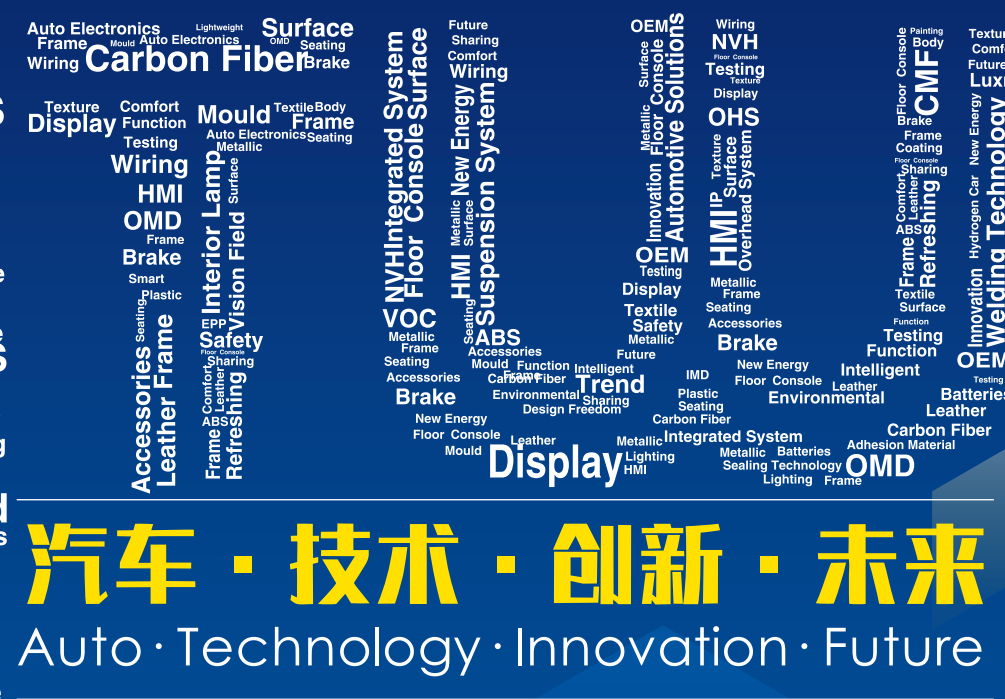 Auto Electronics Lightweight Surface
Frame Mould Auto Electronics OMD Seating
Wiring Carbon Fiber Brake
Texture Comfort Mould Textile Body
Display Function Frame
Testing Auto Electronics Seating
Metallic
Wiring
HMI
OMD
Frame
Brake
Smart
Plastic
Seating
Accessories
Leather Frame
Interior Lamp
Surface
Vision Field
EPP
Safety
Floor Console
Sharing
Comfort
Leather
ABS
Frame
Refreshing
NVH
Integrated System
Floor Console
Surface
VOC
Metallic
Frame
Seating
Accessories
Brake
New Energy
Floor Console
Mould
Leather
Future
Sharing
Comfort
Wiring
HMI
New Energy
Metallic
Surface
Suspension System
Seating
ABS
Accessories
Mould Function
Frame
Carbon Fiber
Environmental
Design Freedom
Intelligent
Trend
Sharing
Display
Metallic
Lighting
HMI
OEM
Surface
Metallic
Innovation
Floor Console
Automotive Solutions
OEM
Testing
Display
Textile
Safety
Metallic
Future
IMD
Plastic
Seating
Carbon Fiber
Integrated System
Wiring
NVH
Floor Console
Testing
Texture
Display
OHS
Texture
Surface
HMI
IP
Overhead System
Metallic
Frame
Seating
Accessories
Brake
New Energy
Floor Console
Environmental
Leather
Intelligent
Metallic Batteries
Sealing Technology
Lighting Frame
Adhesion Material
OMD
Carbon Fiber
Painting
Body
Floor Console
CMF
Brake
Frame
Coating
Floor Console
Sharing
Comfort
Leather
ABS
Frame
Refreshing
Textile
Surface
Function
Testing
Function
New Energy
Hydrogen Car
Innovation
Welding Technology
OEM
Testing
Batteries
Leather
汽车·技术·创新·未来
Auto·Technology·Innovation·Future